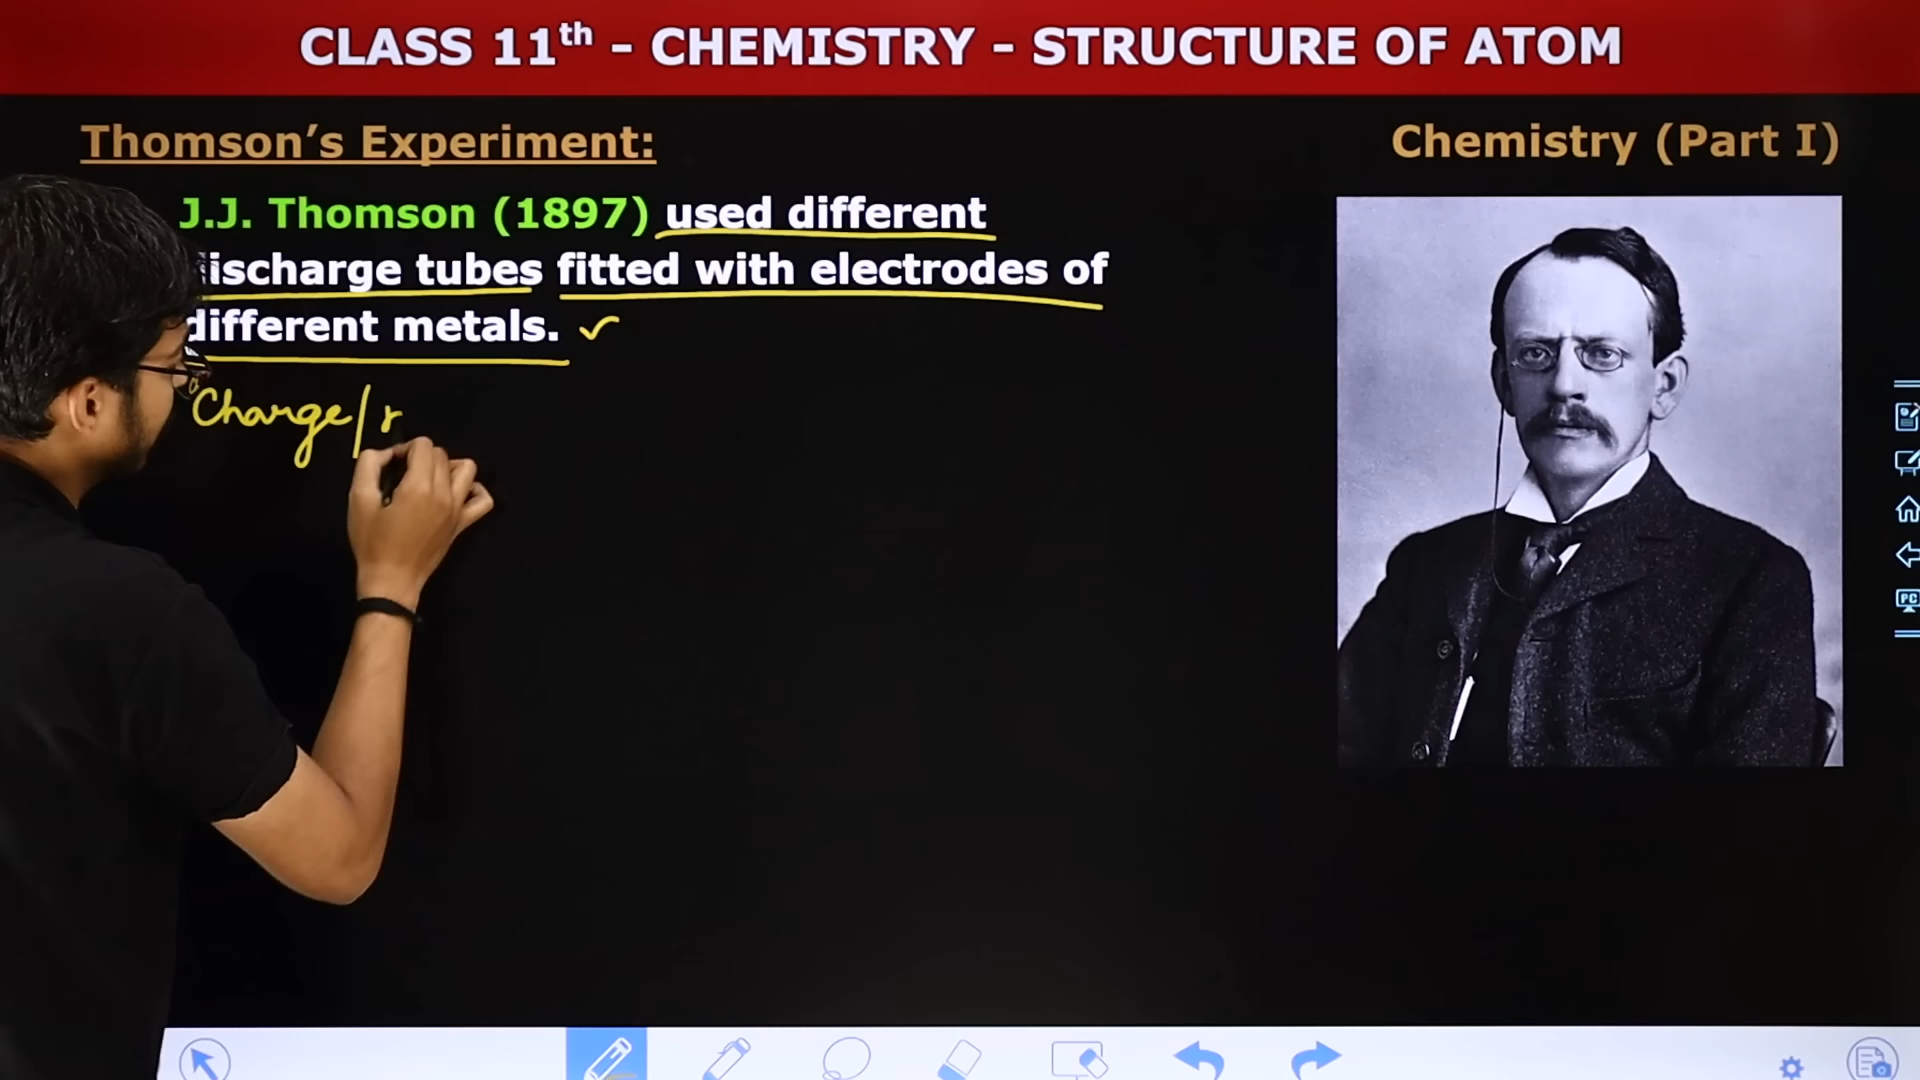 CLASS 11th - CHEMISTRY - STRUCTURE OF ATOM
Thomson’s Experiment:
Chemistry (Part I)
J.J. Thomson (1897) used different
ischarge tubes fitted with electrodes of
different metals. ✓
Charge/
PC